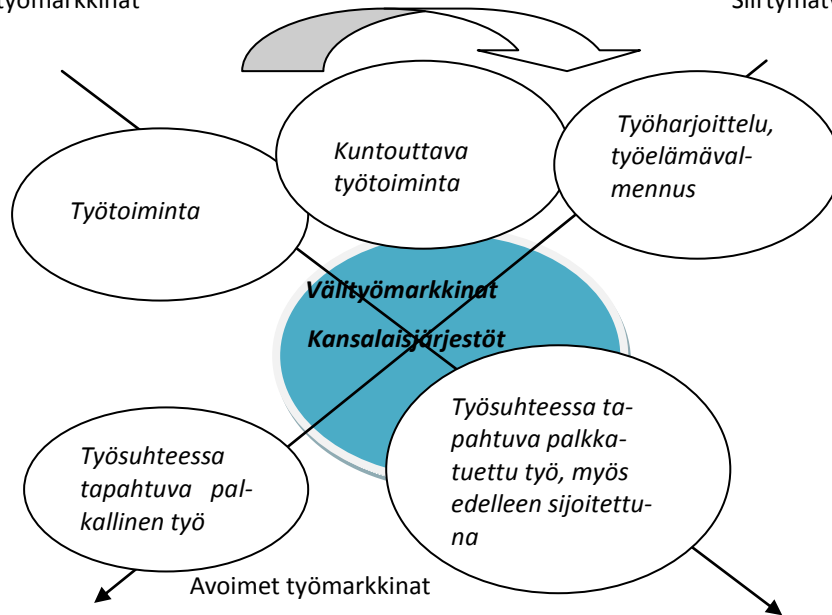 työmarkkinat
Kuntouttava
työtoiminta
Työharjoittelu,
työelämäval-
mennus
Työtoiminta
Välityömarkkinat
Kansalaisjärjestöt
Työsuhteessa
tapahtuva pal-
kallinen työ
Työsuhteessa ta-
pahtuva palkka-
tuettu työ, myös
edelleen sijoitettu-
na
Avoimet työmarkkinat